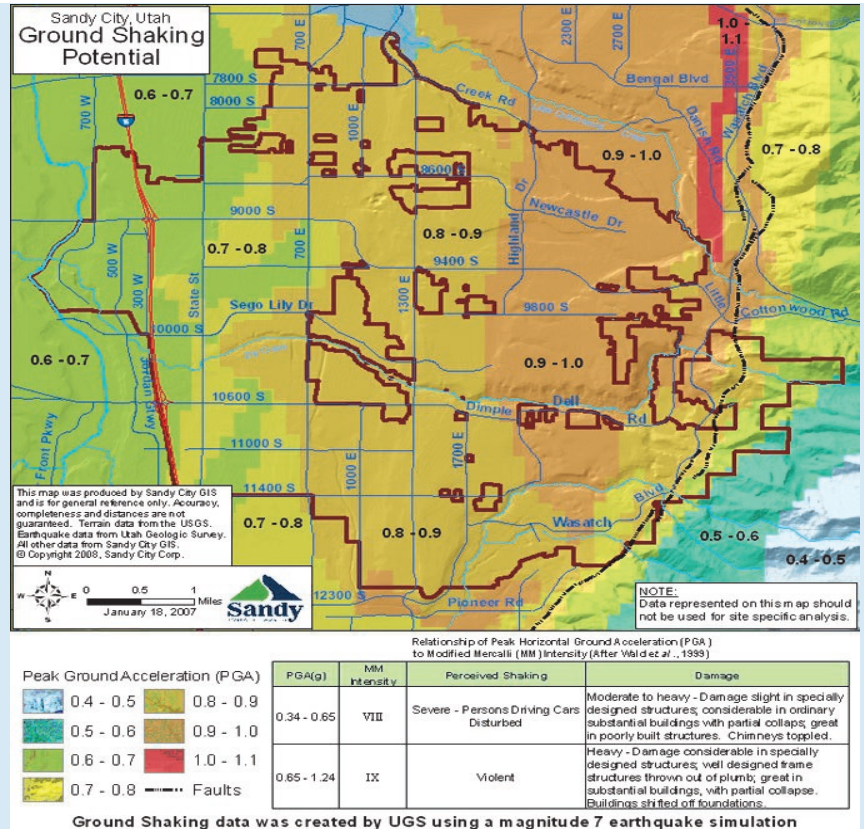 Sandy City, Utah
Ground Shaking
Potential
700 E
2300 E
2700 E
1.0 -
1.1
Bengal Blvd
7800 S
8000 S
0.6 - 0.7
700 W
1000 E
Creek Rd
Danish Rd
Wasatch Blvd
0.7 - 0.8
0.9 - 1.0
8600 S
Newcastle Dr
9000 S
Highland Dr
0.8 - 0.9
0.7 - 0.8
500 W
300 W
State St
700 E
9400 S
1300 E
Sego Lily Dr
9800 S
Little
Cottonwood Rd
10000 S
0.6 - 0.7
0.9 - 1.0
Jordan Gtwy
10600 S
Dimple
Dell
Rd
Front Pkwy
11000 S
1000 E
1700 E
11400 S
Blvd
Wasatch
0.7 - 0.8
0.8 - 0.9
0.5 - 0.6
0.4 - 0.5
This map was produced by Sandy City GIS
and is for general reference only. Accuracy,
completeness and distances are not
guaranteed. Terrain data from the USGS.
Earthquake data from Utah Geologic Survey.
All other data from Sandy City GIS.
© Copyright 2008, Sandy City Corp.
N
W E
S
0 0.5 1
Miles
January 18, 2007
Sandy
12300 S
Pioneer Rd
NOTE:
Data represented on this map should
not be used for site specific analysis.
Relationship of Peak Horizontal Ground Acceleration (PGA)
to Modified Mercalli (MM) Intensity (After Wald et al., 1999)
Peak Ground Acceleration (PGA)
0.4 - 0.5 0.8 - 0.9
0.5 - 0.6 0.9 - 1.0
0.6 - 0.7 1.0 - 1.1
0.7 - 0.8 Faults
PGA(g) MM Intensity Perceived Shaking Damage
0.34 - 0.65 VIII Severe - Persons Driving Cars Disturbed
Moderate to heavy - Damage slight in specially
designed structures; considerable in ordinary
substantial buildings with partial collaps; great
in poorly built structures. Chimneys toppled.
0.65 - 1.24 IX Violent
Heavy - Damage considerable in specially
designed structures; well designed frame
structures thrown out of plumb; great in
substantial buildings, with partial collapse.
Buildings shifted off foundations.
Ground Shaking data was created by UGS using a magnitude 7 earthquake simulation